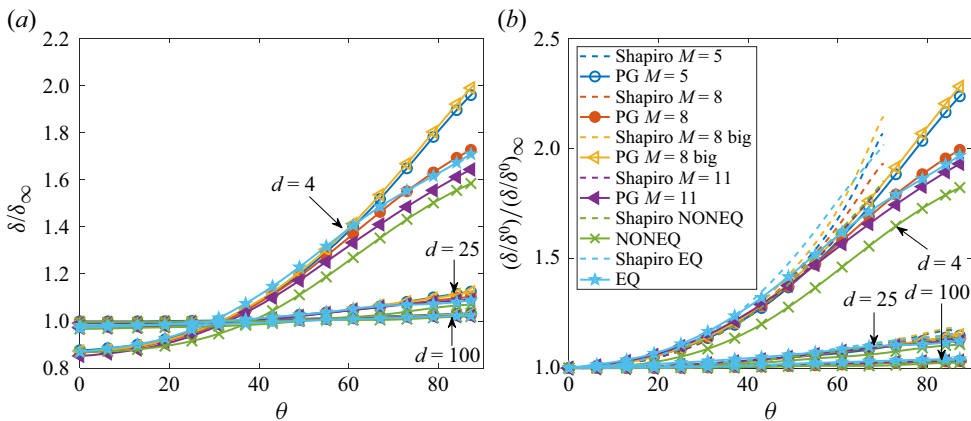 (a)
δ/δ∞
2.0
1.8
1.6
1.4
1.2
1.0
0.8
0
20
40
60
80
θ
d = 4
d = 25
d = 100
(b)
(δ/δ⁰)/(δ/δ⁰)∞
2.5
2.0
1.5
1.0
0
20
40
60
80
θ
Shapiro M = 5
PG M = 5
Shapiro M = 8
PG M = 8
Shapiro M = 8 big
PG M = 8 big
Shapiro M = 11
PG M = 11
Shapiro NONEQ
NONEQ
Shapiro EQ
EQ
d = 4
d = 25
d = 100